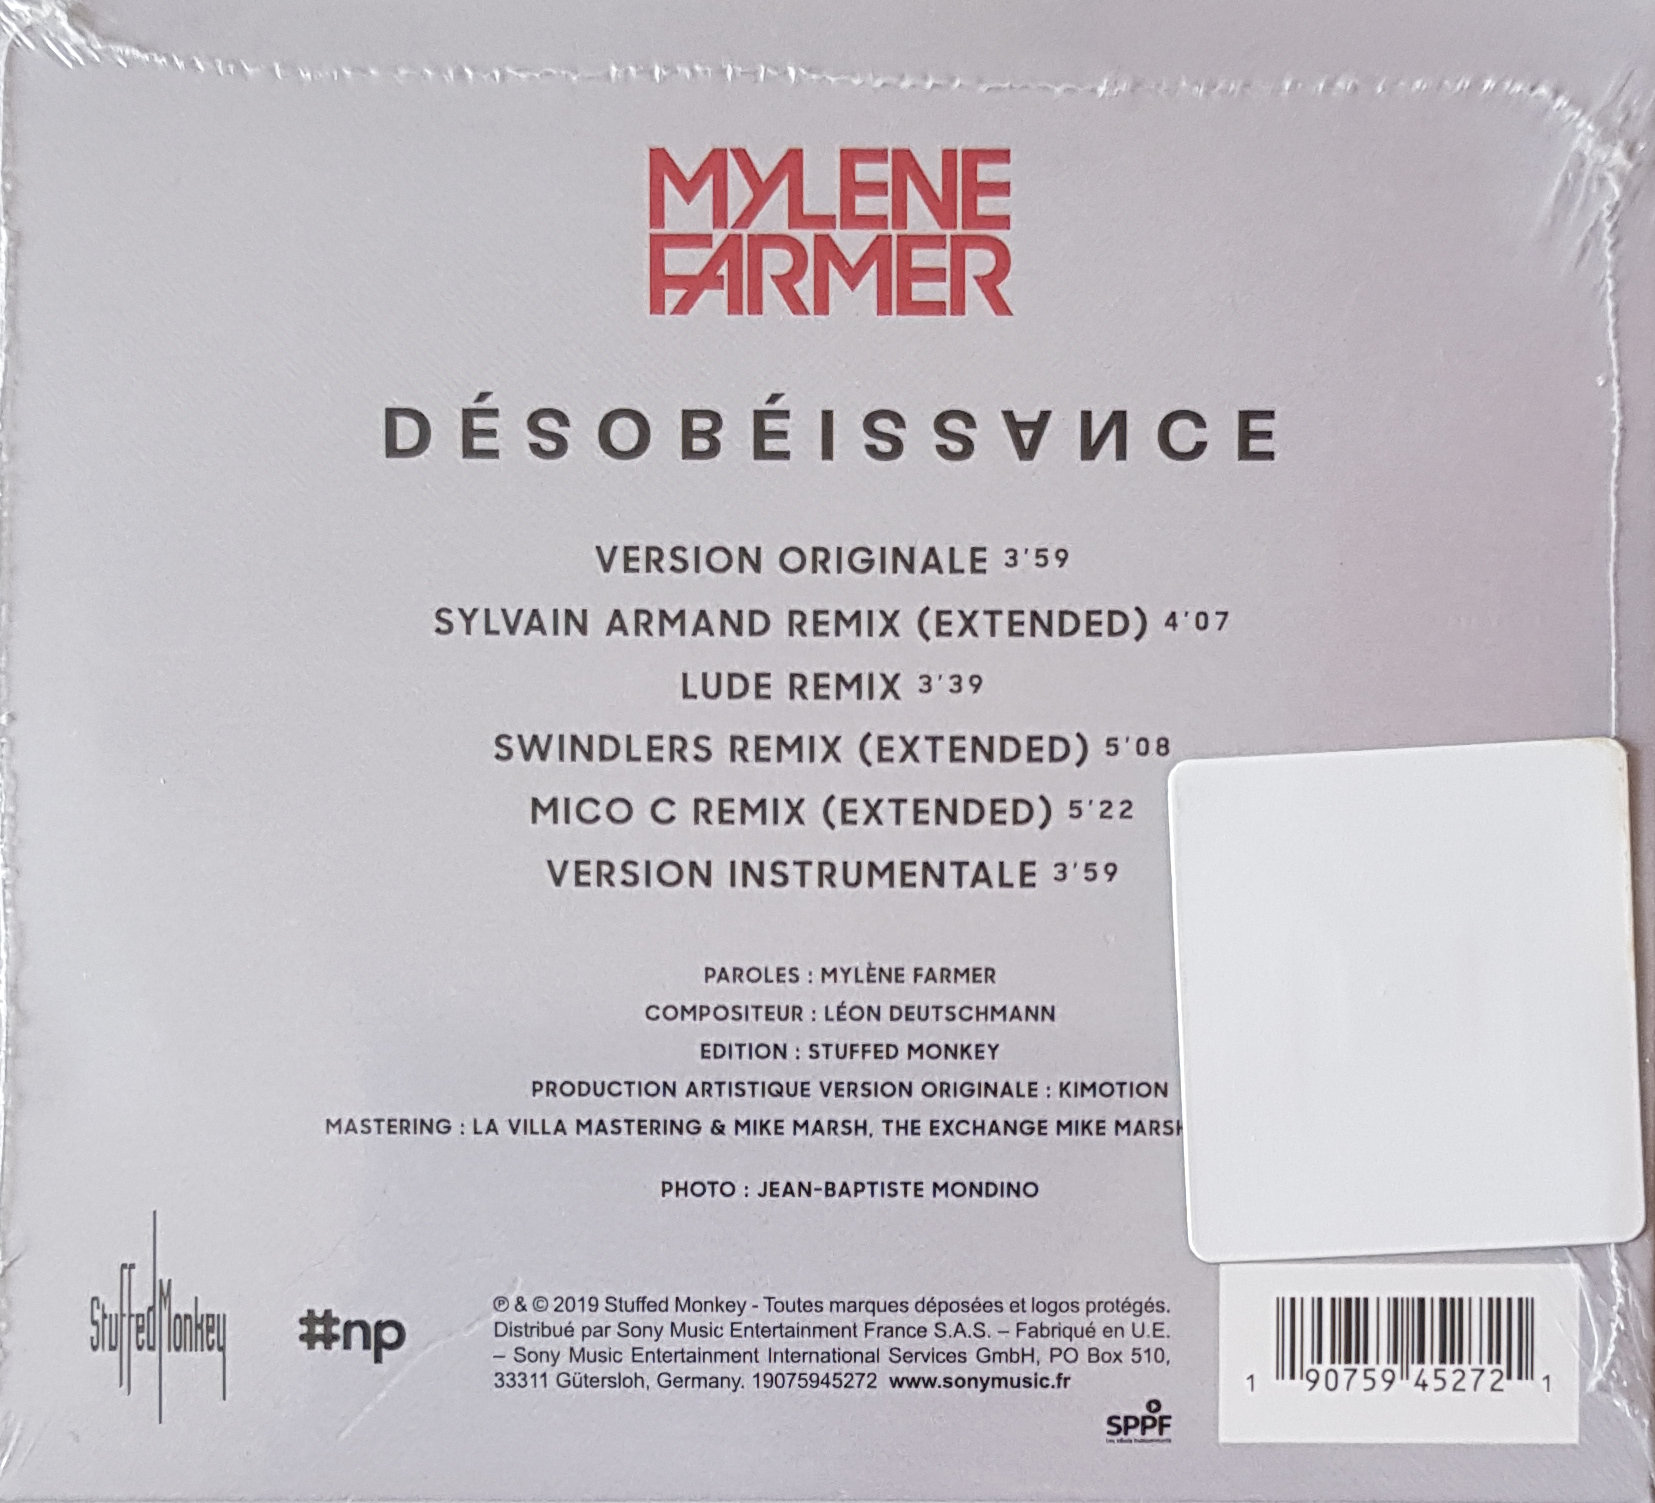 MYLENE
FARMER
DÉSOBÉISSANCE
VERSION ORIGINALE 3'59
SYLVAIN ARMAND REMIX (EXTENDED) 4'07
LUDE REMIX 3'39
SWINDLERS REMIX (EXTENDED) 5'08
MICO C REMIX (EXTENDED) 5'22
VERSION INSTRUMENTALE 3'59
PAROLES : MYLÈNE FARMER
COMPOSITEUR : LÉON DEUTSCHMANN
EDITION : STUFFED MONKEY
PRODUCTION ARTISTIQUE VERSION ORIGINALE : KIMOTION
MASTERING : LA VILLA MASTERING & MIKE MARSH, THE EXCHANGE MIKE MARSH
PHOTO : JEAN-BAPTISTE MONDINO
Stuffed Monkey
#np
℗ & © 2019 Stuffed Monkey - Toutes marques déposées et logos protégés.
Distribué par Sony Music Entertainment France S.A.S. – Fabriqué en U.E.
– Sony Music Entertainment International Services GmbH, PO Box 510,
33311 Gütersloh, Germany. 19075945272 www.sonymusic.fr
SPPF
1 90759 45272 1